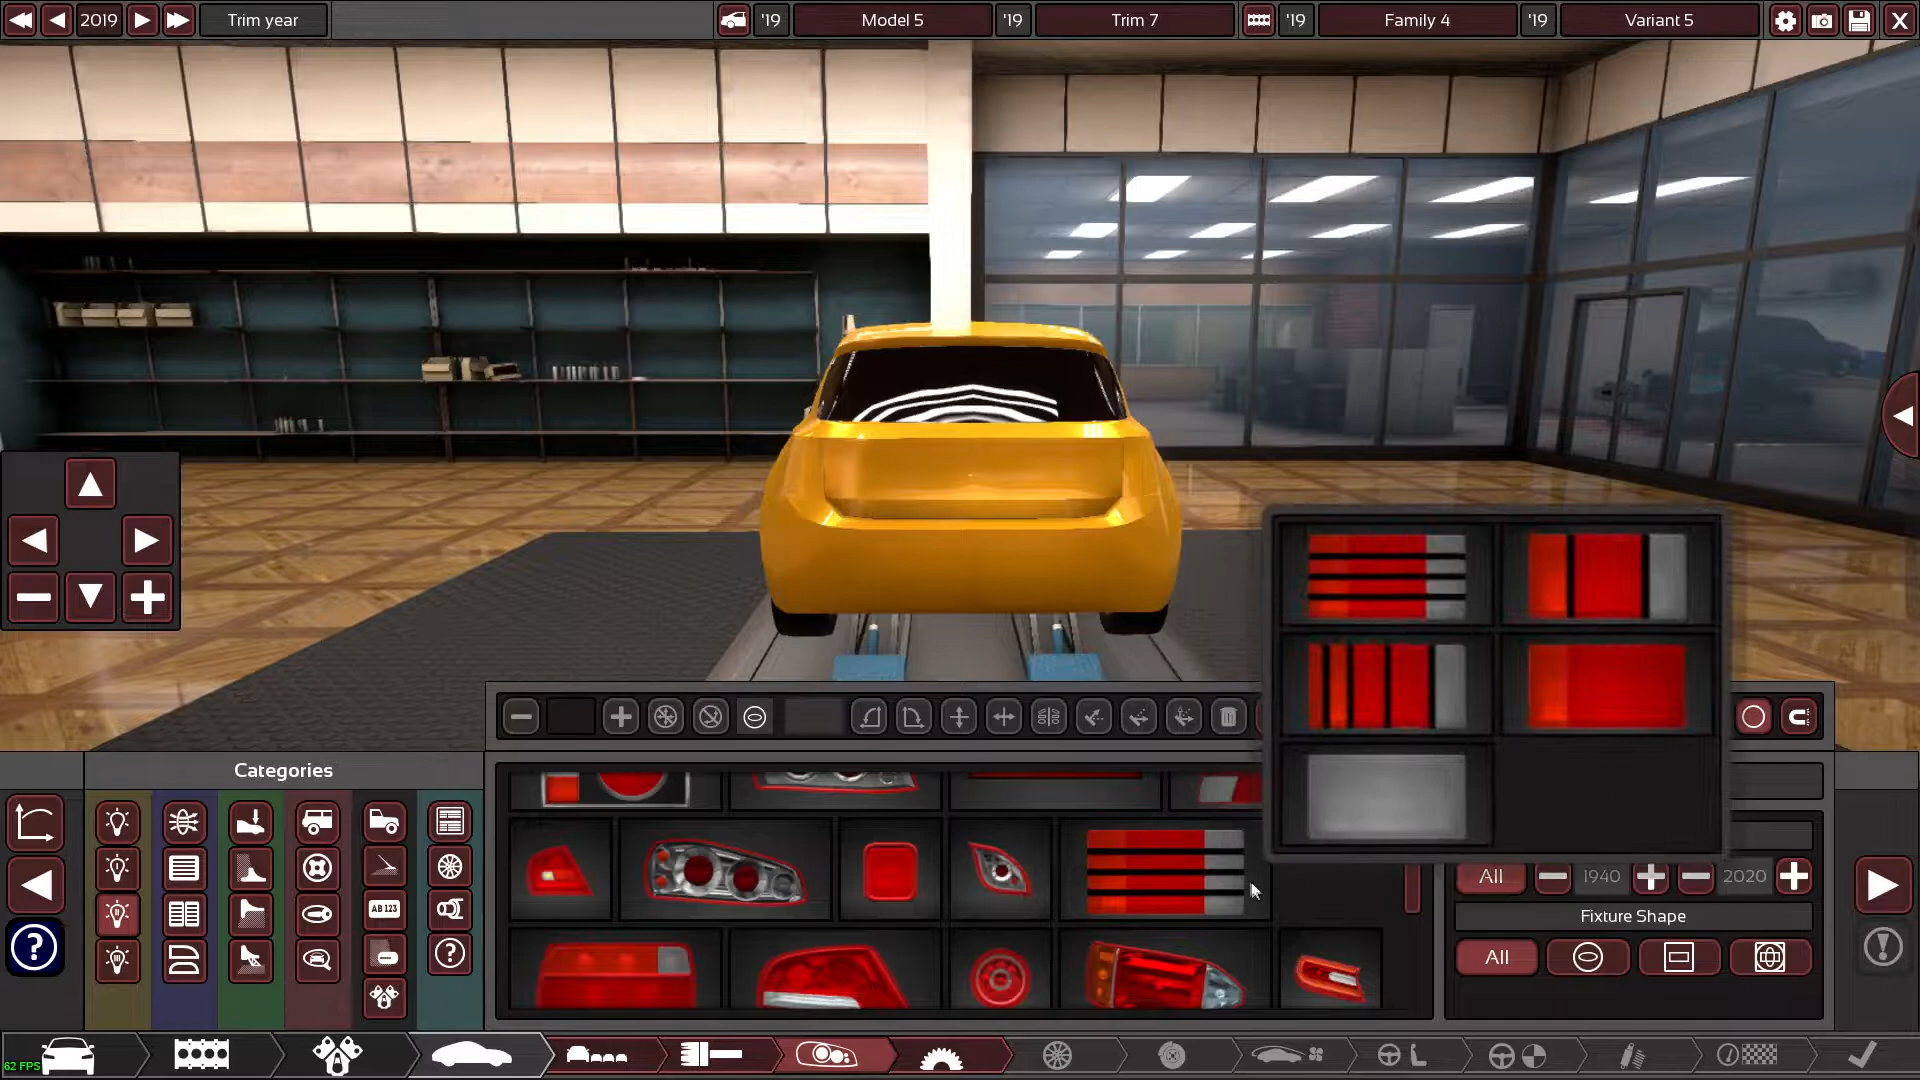 2019 Trim year '19 Model 5 '19 Trim 7 '19 Family 4 '19 Variant 5 X
Categories
AB 123
All 1940 2020
Fixture Shape
All
62 FPS